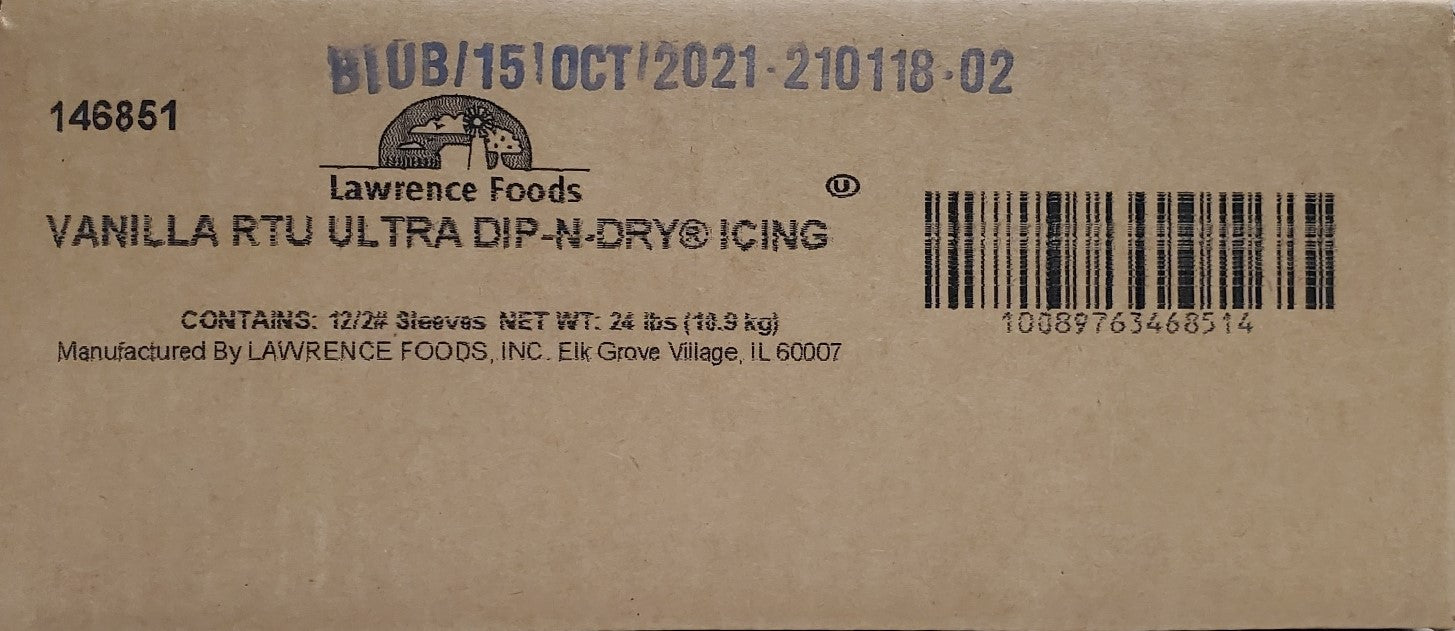 BIUB/15|OCT/2021-210118-02
146851
Lawrence Foods
U
VANILLA RTU ULTRA DIP-N-DRY® ICING
CONTAINS: 12/2# Sleeves NET WT: 24 lbs (10.9 kg)
Manufactured By LAWRENCE FOODS, INC. Elk Grove Village, IL 60007
10089763468514